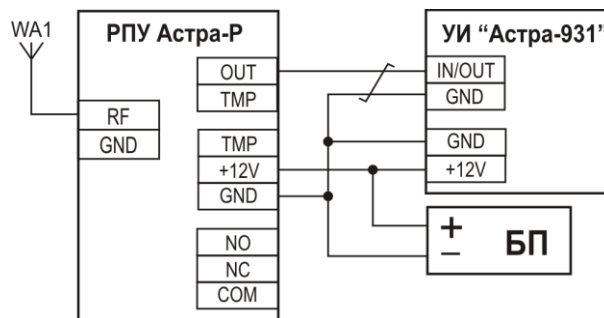 WA1
РПУ Астра-Р
RF
GND
OUT
TMP
TMP
+12V
GND
NO
NC
COM
УИ “Астра-931”
IN/OUT
GND
GND
+12V
+
–
БП